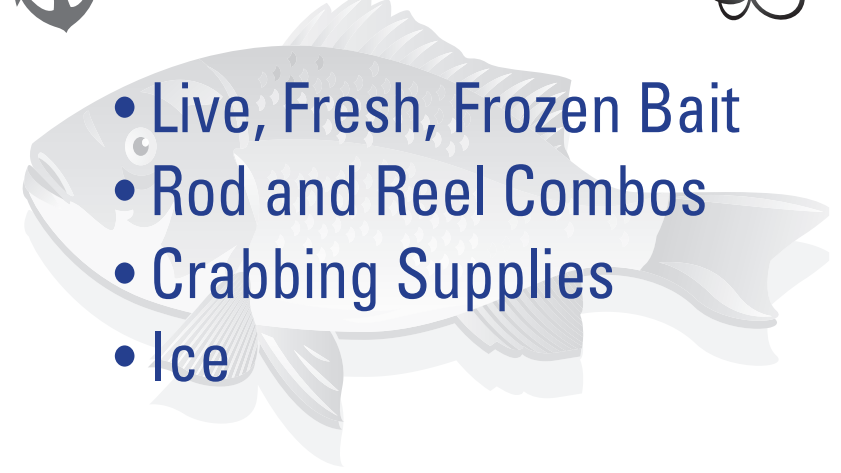 • Live, Fresh, Frozen Bait
• Rod and Reel Combos
• Crabbing Supplies
• Ice